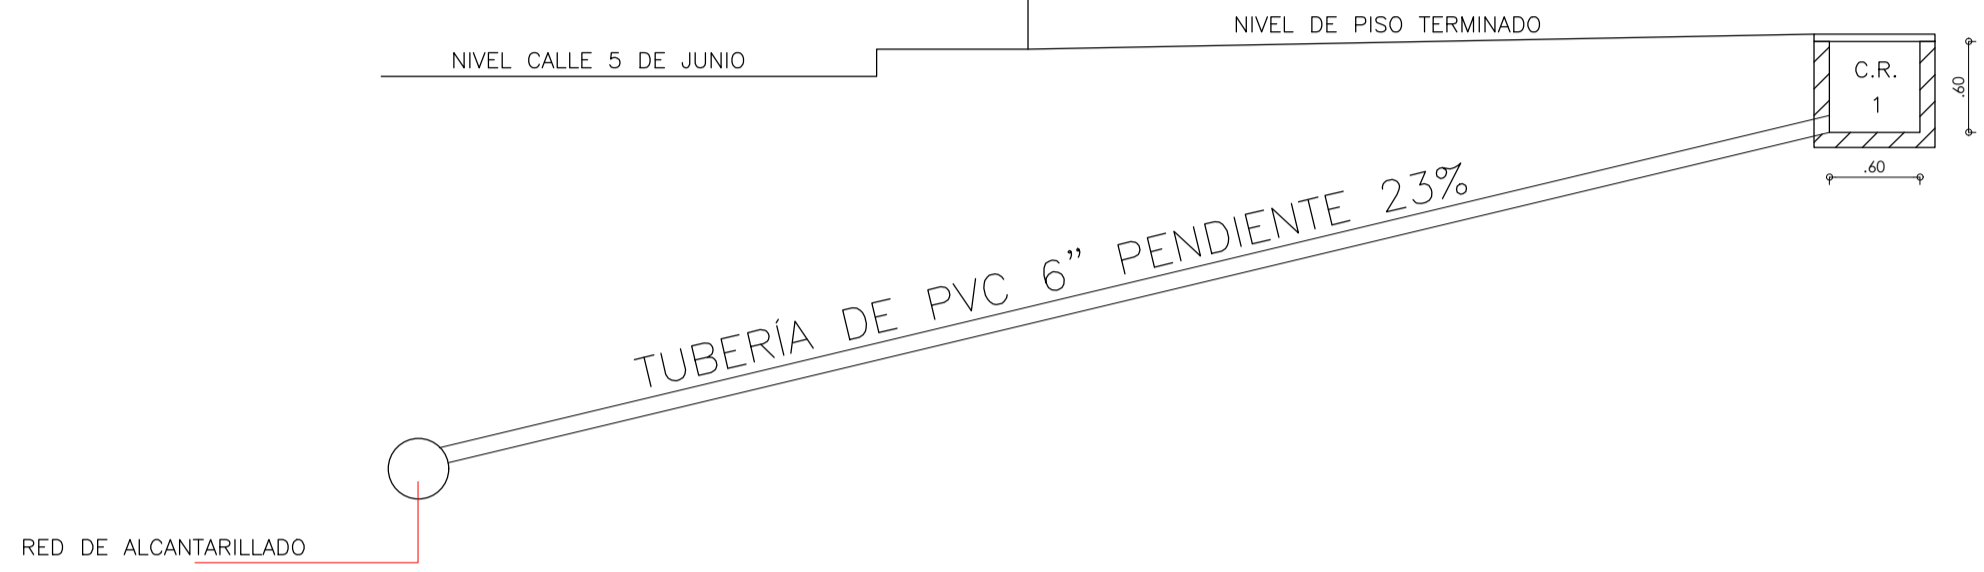 NIVEL DE PISO TERMINADO
NIVEL CALLE 5 DE JUNIO
C.R.
1
.60
.60
TUBERÍA DE PVC 6” PENDIENTE 23%
RED DE ALCANTARILLADO